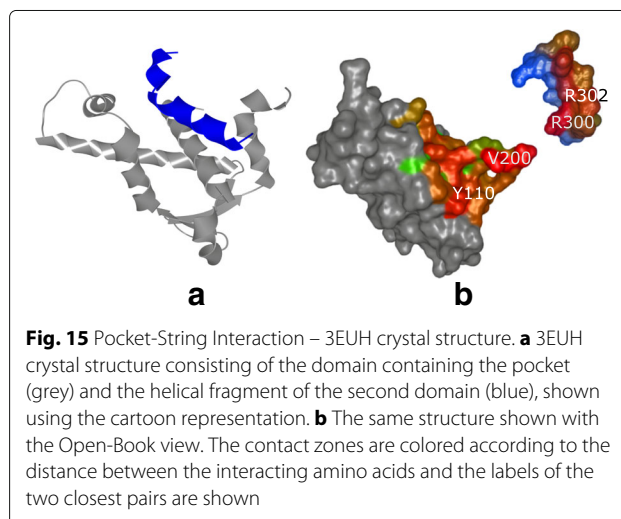 R302
R300
V200
Y110
a
b
Fig. 15 Pocket-String Interaction – 3EUH crystal structure. a 3EUH
crystal structure consisting of the domain containing the pocket
(grey) and the helical fragment of the second domain (blue), shown
using the cartoon representation. b The same structure shown with
the Open-Book view. The contact zones are colored according to the
distance between the interacting amino acids and the labels of the
two closest pairs are shown